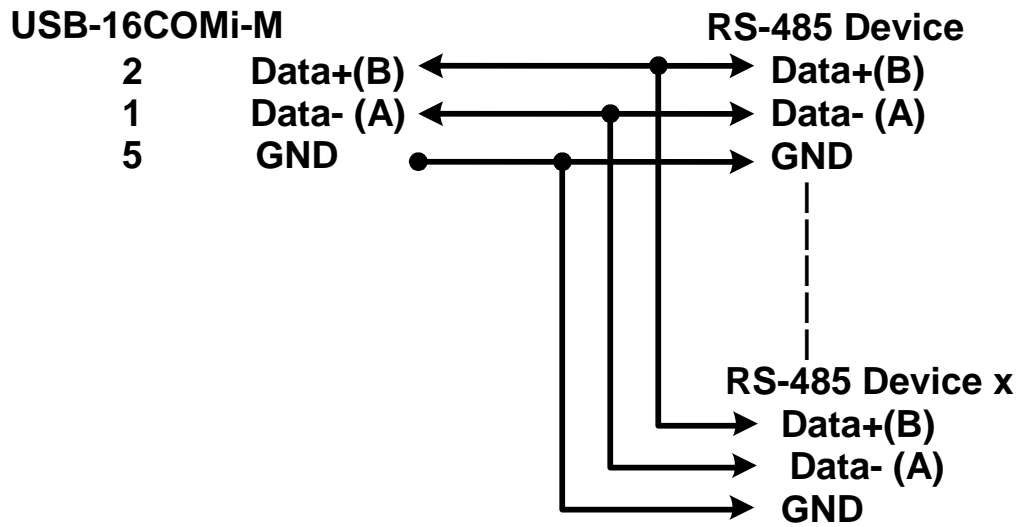 USB-16COMi-M RS-485 Device
2 Data+(B) Data+(B)
1 Data- (A) Data- (A)
5 GND GND
RS-485 Device x
Data+(B)
Data- (A)
GND